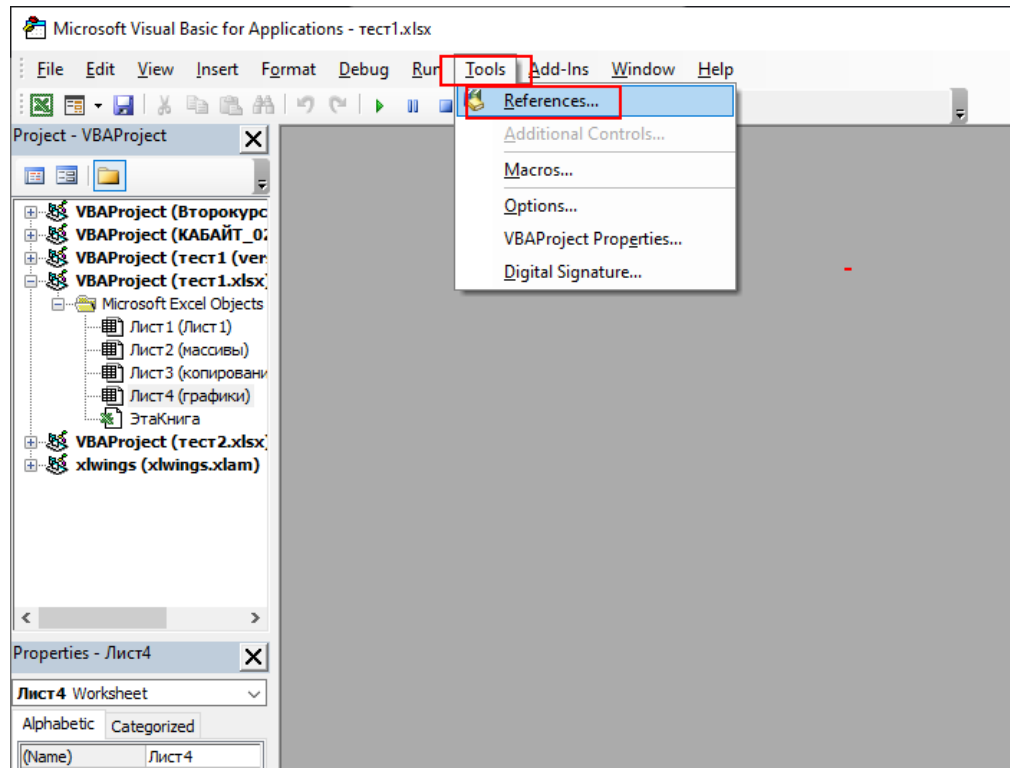 Microsoft Visual Basic for Applications - тест1.xlsx
File Edit View Insert Format Debug Run Tools Add-Ins Window Help
Project - VBAProject
VBAProject (Второкурс
VBAProject (КАБАЙТ_02
VBAProject (тест1 (ver
VBAProject (тест1.xlsx)
Microsoft Excel Objects
Лист1 (Лист1)
Лист2 (массивы)
Лист3 (копировани
Лист4 (графики)
ЭтаКнига
VBAProject (тест2.xlsx)
xlwings (xlwings.xlam)
References...
Additional Controls...
Macros...
Options...
VBAProject Properties...
Digital Signature...
Properties - Лист4
Лист4 Worksheet
Alphabetic Categorized
(Name) Лист4